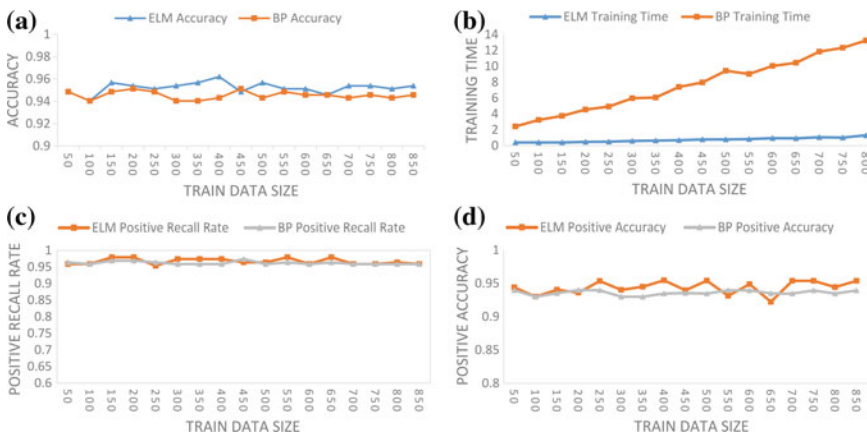 (a)
ELM Accuracy BP Accuracy
ACCURACY
1
0.98
0.96
0.94
0.92
0.9
50 100 150 200 250 300 350 400 450 500 550 600 650 700 750 800 850
TRAIN DATA SIZE
(b)
ELM Training Time BP Training Time
TRAINING TIME
14
12
10
8
6
4
2
0
50 100 150 200 250 300 350 400 450 500 550 600 650 700 750 800
TRAIN DATA SIZE
(c)
ELM Positive Recall Rate BP Positive Recall Rate
POSITIVE RECALL RATE
1
0.95
0.9
0.85
0.8
0.75
0.7
0.65
0.6
50 100 150 200 250 300 350 400 450 500 550 600 650 700 750 800 850
TRAIN DATA SIZE
(d)
ELM Positive Accuracy BP Positive Accuracy
POSITIVE ACCURACY
1
0.95
0.9
0.85
0.8
50 100 150 200 250 300 350 400 450 500 550 600 650 700 750 800 850
TRAIN DATA SIZE